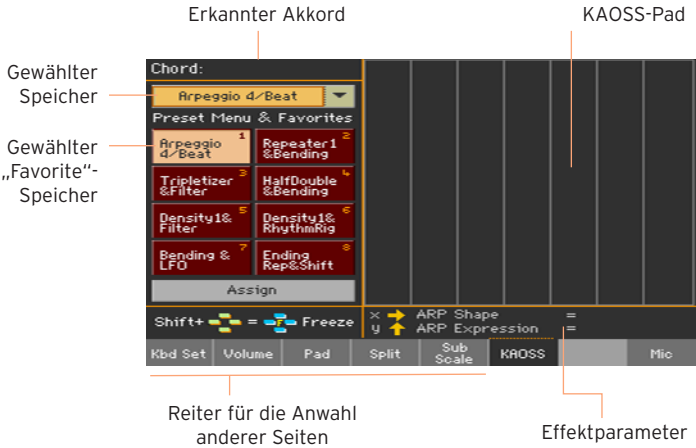 Erkannter Akkord
KAOSS-Pad
Gewählter
Speicher
Gewählter
„Favorite“-
Speicher
Chord:
Arpeggio 4/Beat
Preset Menu & Favorites
Arpeggio 1
4/Beat
Repeater1 2
&Bending
Tripletizer 3
&Filter
HalfDouble 4
&Bending
Density1& 5
Filter
Density1& 6
RhythmRig
Bending & 7
LFO
Ending 8
Rep&Shift
Assign
Shift+ = F Freeze
x ARP Shape =
y ARP Expression =
Kbd Set
Volume
Pad
Split
Sub
Scale
KAOSS
Mic
Reiter für die Anwahl
anderer Seiten
Effektparameter